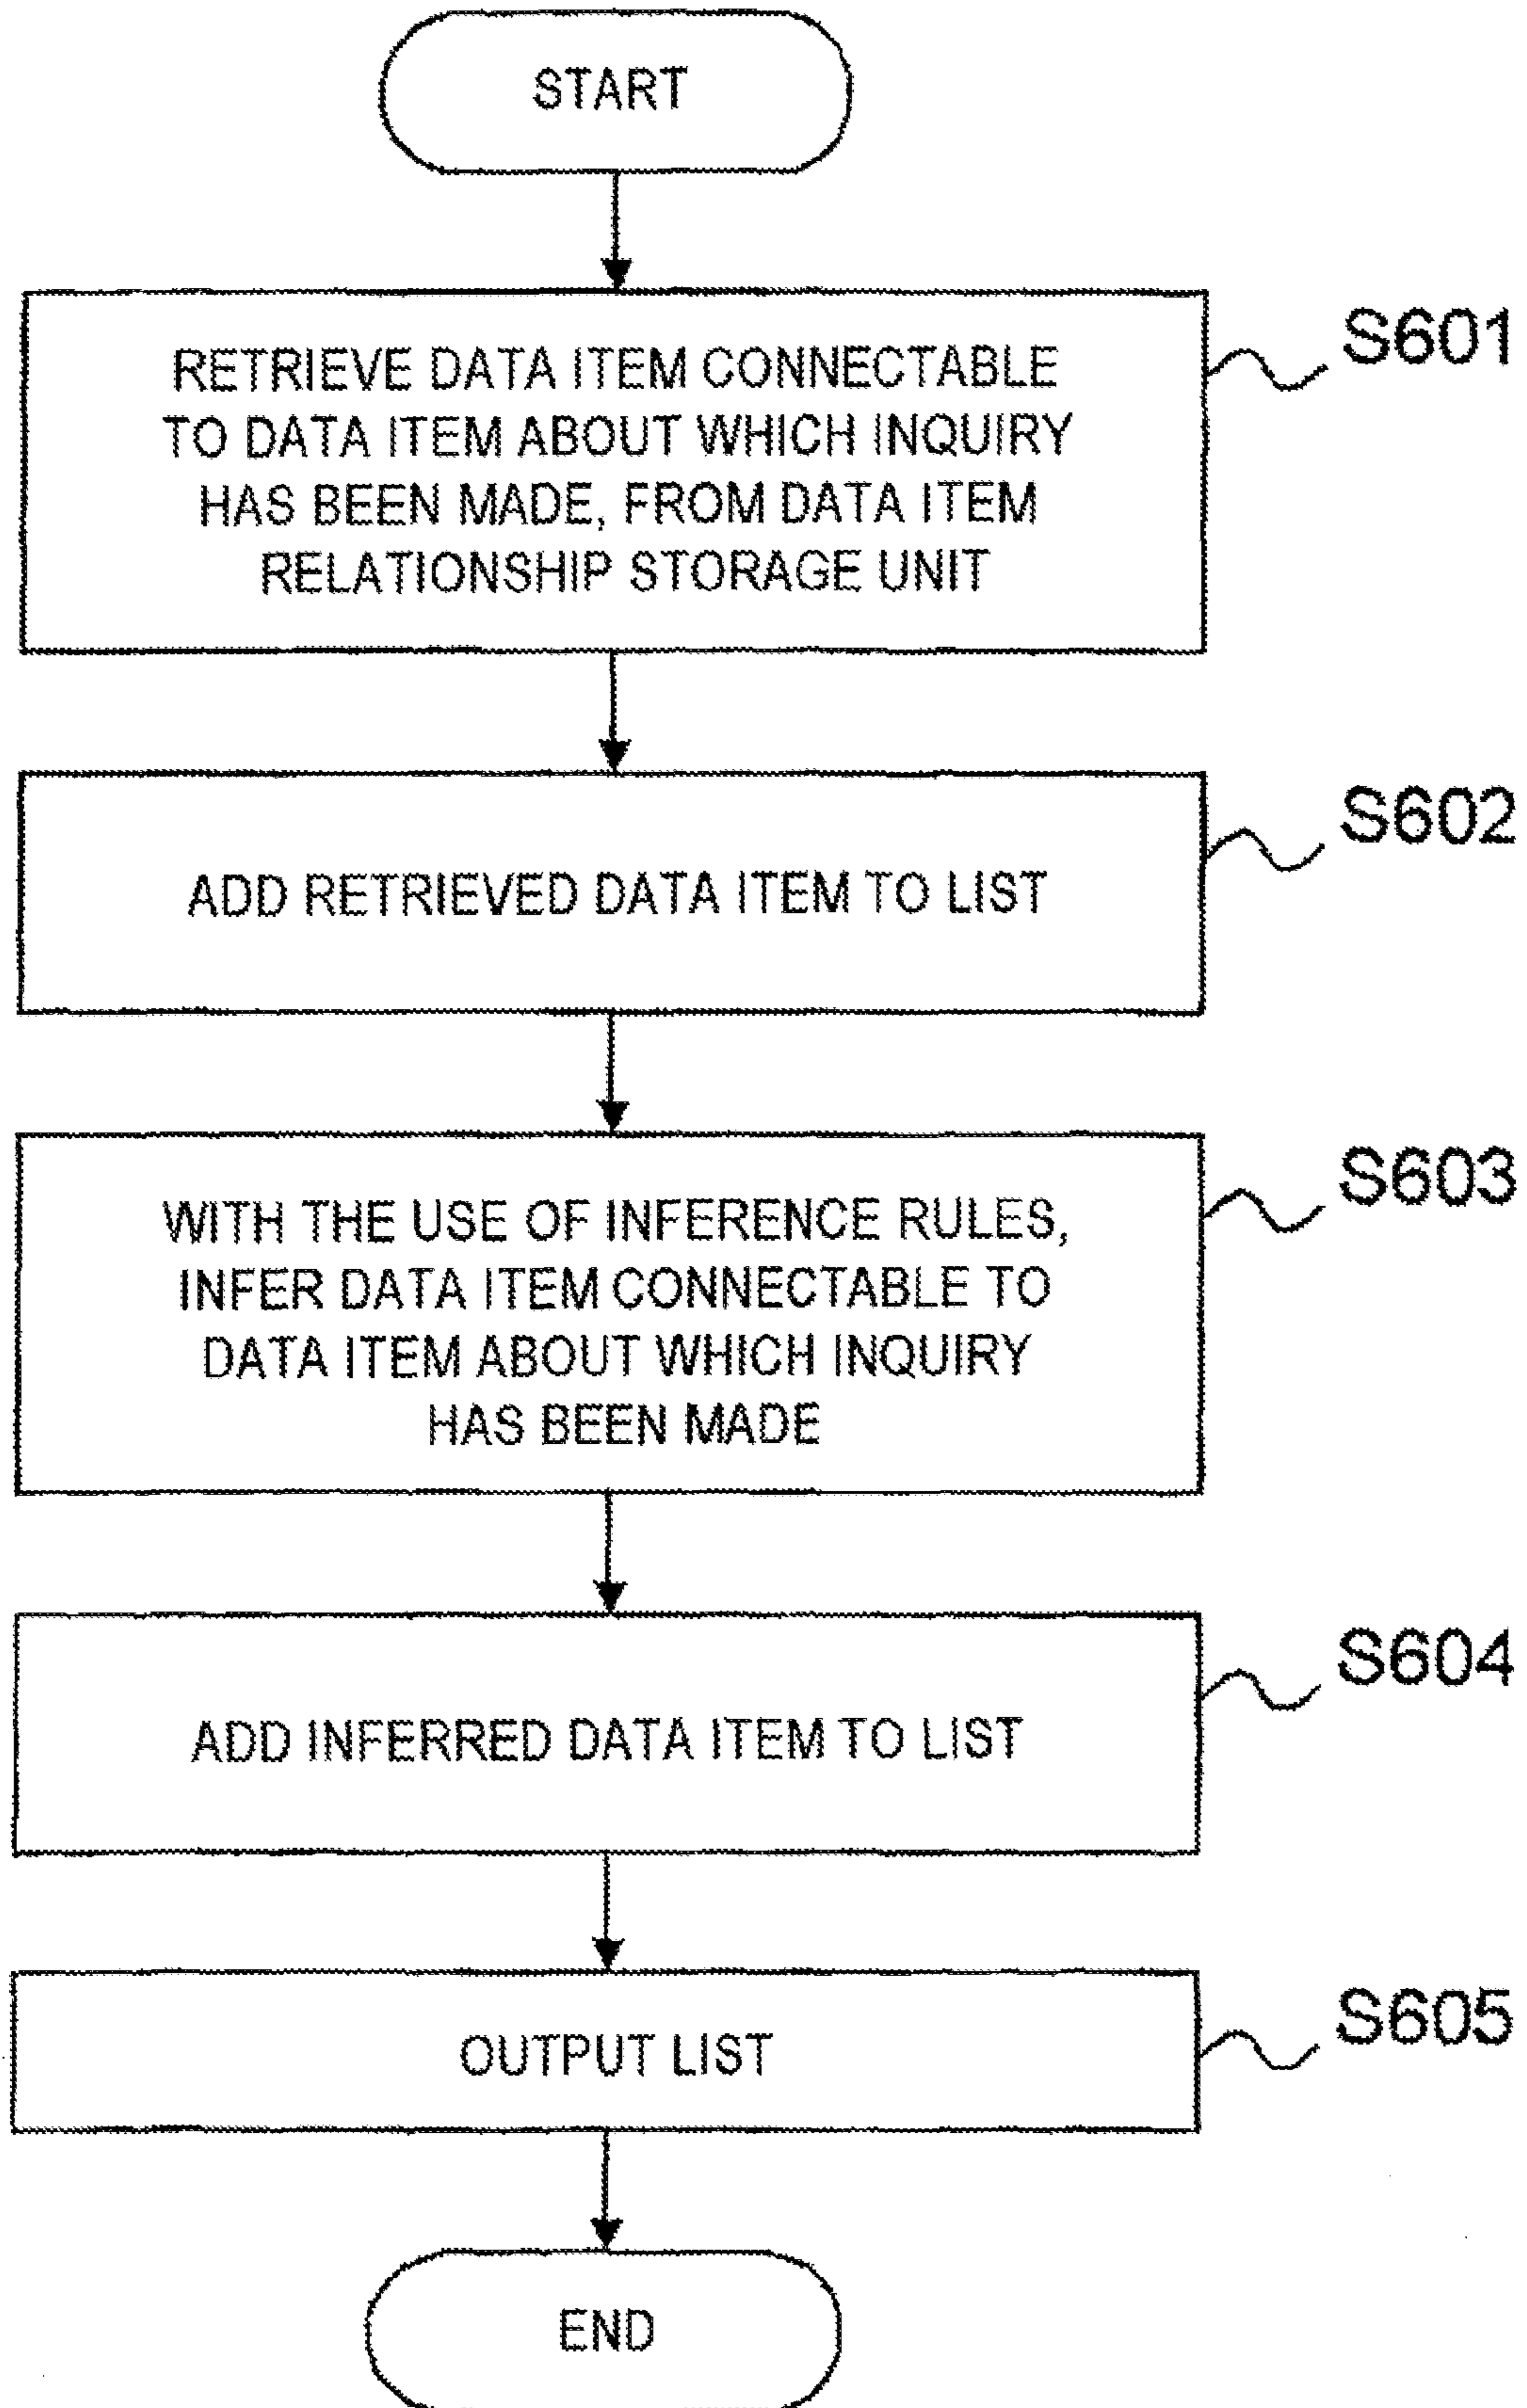 START
RETRIEVE DATA ITEM CONNECTABLE
TO DATA ITEM ABOUT WHICH INQUIRY
HAS BEEN MADE, FROM DATA ITEM
RELATIONSHIP STORAGE UNIT
S601
ADD RETRIEVED DATA ITEM TO LIST
S602
WITH THE USE OF INFERENCE RULES,
INFER DATA ITEM CONNECTABLE TO
DATA ITEM ABOUT WHICH INQUIRY
HAS BEEN MADE
S603
ADD INFERRED DATA ITEM TO LIST
S604
OUTPUT LIST
S605
END